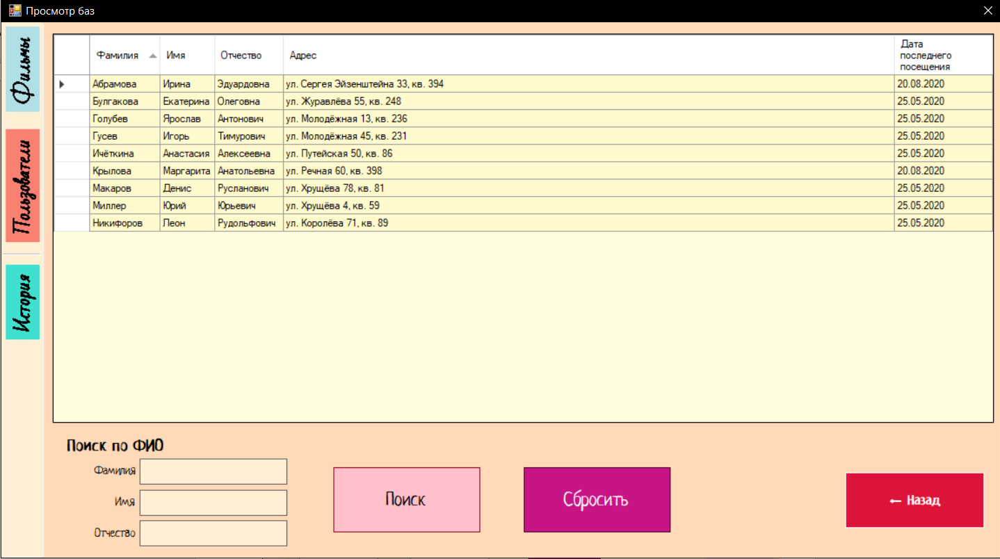 Просмотр баз
Фильмы
Пользователи
История
Фамилия Имя Отчество Адрес Дата последнего посещения
Абрамова Ирина Эдуардовна ул. Сергея Эйзенштейна 33, кв. 394 20.08.2020
Булгакова Екатерина Олеговна ул. Журавлёва 55, кв. 248 25.05.2020
Голубев Ярослав Антонович ул. Молодёжная 13, кв. 236 25.05.2020
Гусев Игорь Тимурович ул. Молодёжная 45, кв. 231 25.05.2020
Ичёткина Анастасия Алексеевна ул. Путейская 50, кв. 86 25.05.2020
Крылова Маргарита Анатольевна ул. Речная 60, кв. 398 20.08.2020
Макаров Денис Русланович ул. Хрущёва 78, кв. 81 25.05.2020
Миллер Юрий Юрьевич ул. Хрущёва 4, кв. 59 25.05.2020
Никифоров Леон Рудольфович ул. Королёва 71, кв. 89 25.05.2020
Поиск по ФИО
Фамилия
Имя
Отчество
Поиск
Сбросить
← Назад